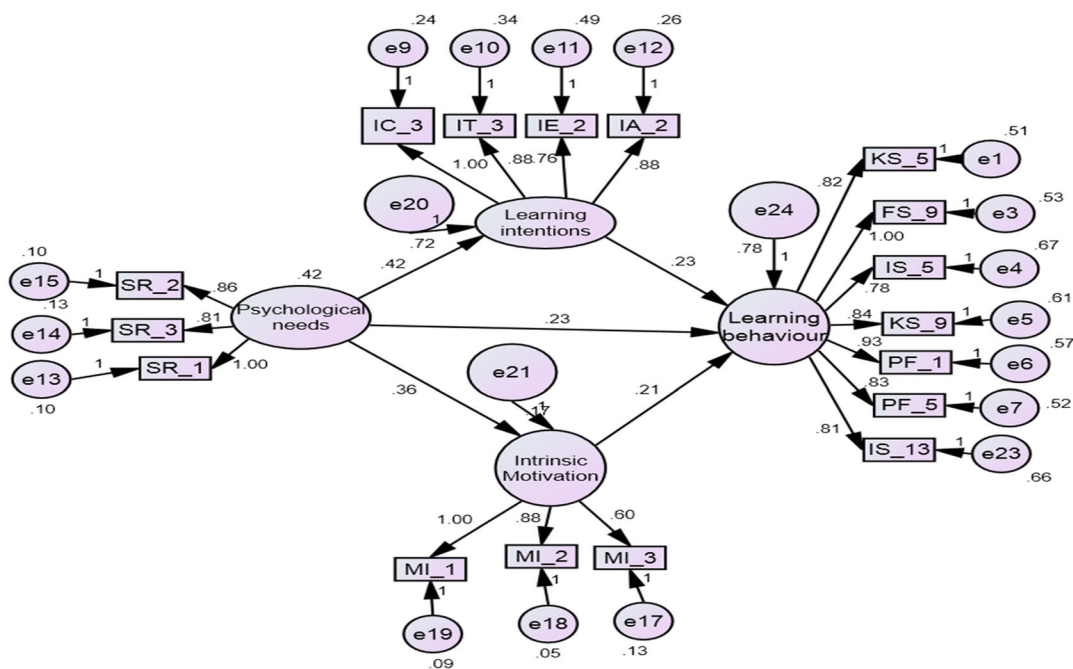 .24
.34
.49
.26
e9
e10
e11
e12
1
1
1
1
IC_3
IT_3
IE_2
IA_2
1.00
.88
.76
.88
e20
1
.72
Learning
intentions
.51
KS_5
1
e1
.82
e24
.78
1
.53
FS_9
1
e3
1.00
.67
IS_5
1
e4
.78
.61
KS_9
1
e5
.84
.57
PF_1
1
e6
.93
PF_5
1
e7
.52
.83
IS_13
1
e23
.66
.81
.42
.23
Learning
behaviour
.10
e15
1
SR_2
.86
.42
Psychological
needs
.13
e14
1
SR_3
.81
e13
1
SR_1
1.00
.10
.23
.36
e21
1
.17
.21
Intrinsic
Motivation
1.00
.88
.60
MI_1
MI_2
MI_3
1
1
1
e19
e18
e17
.09
.05
.13